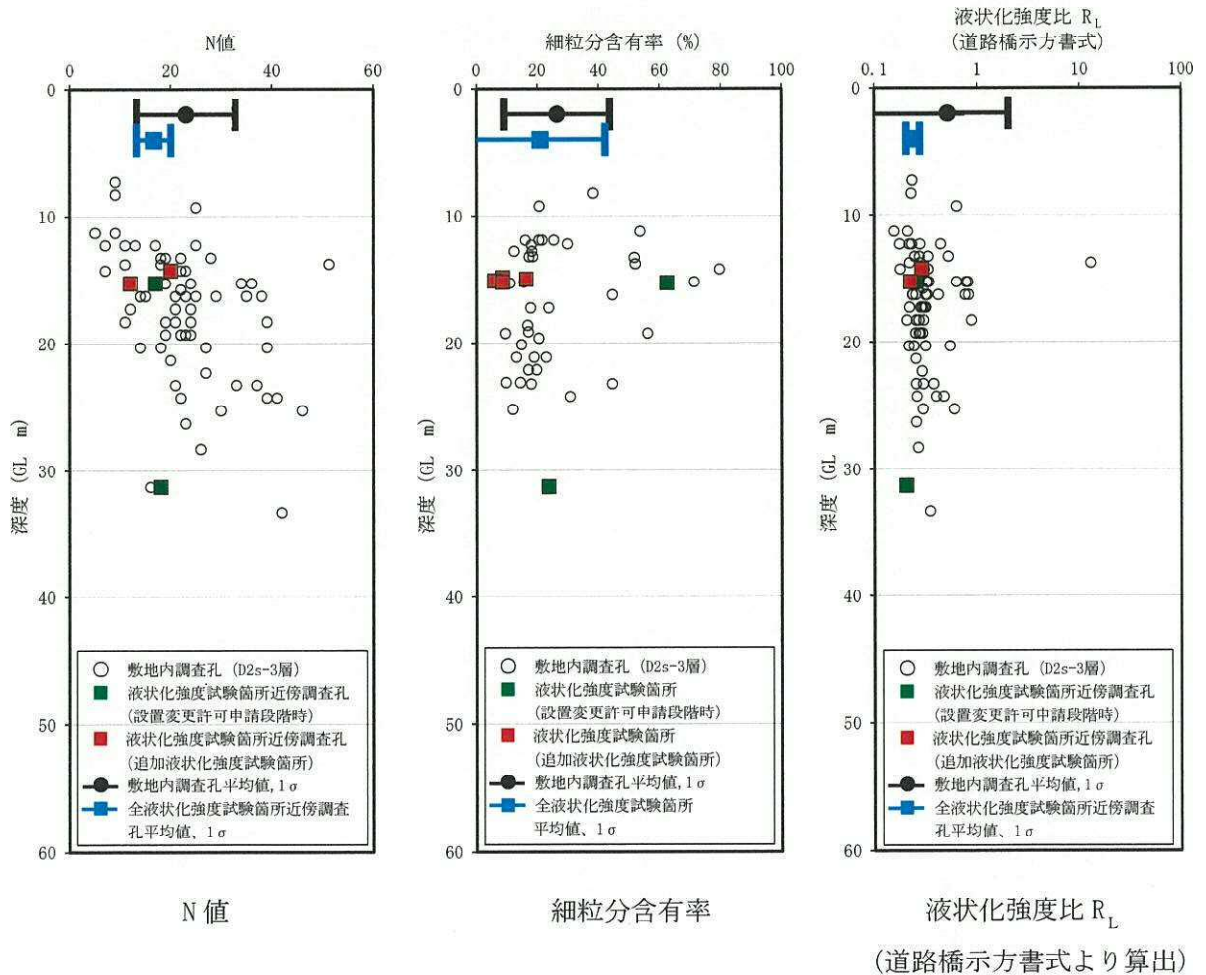 N値
0 20 40 60
0
10
20
30
40
50
60
深度 (GL m)
○ 敷地内調査孔 (D2s-3層)
液状化強度試験箇所近傍調査孔
(設置変更許可申請段階時)
液状化強度試験箇所近傍調査孔
(追加液状化強度試験箇所)
敷地内調査孔平均値, 1σ
全液状化強度試験箇所近傍調査
孔平均値、1σ
N値
細粒分含有率 (%)
0 20 40 60 80 100
0
10
20
30
40
50
60
深度 (GL m)
○ 敷地内調査孔 (D2s-3層)
液状化強度試験箇所
(設置変更許可申請段階時)
液状化強度試験箇所
(追加液状化強度試験箇所)
敷地内調査孔平均値, 1σ
全液状化強度試験箇所
平均値、1σ
細粒分含有率
液状化強度比 RL
(道路橋示方書式)
0.1 1 10 100
0
10
20
30
40
50
60
深度 (GL m)
○ 敷地内調査孔 (D2s-3層)
液状化強度試験箇所近傍調査孔
(設置変更許可申請段階時)
液状化強度試験箇所近傍調査孔
(追加液状化強度試験箇所)
敷地内調査孔平均値, 1σ
全液状化強度試験箇所近傍調査
孔平均値、1σ
液状化強度比 RL
(道路橋示方書式より算出)